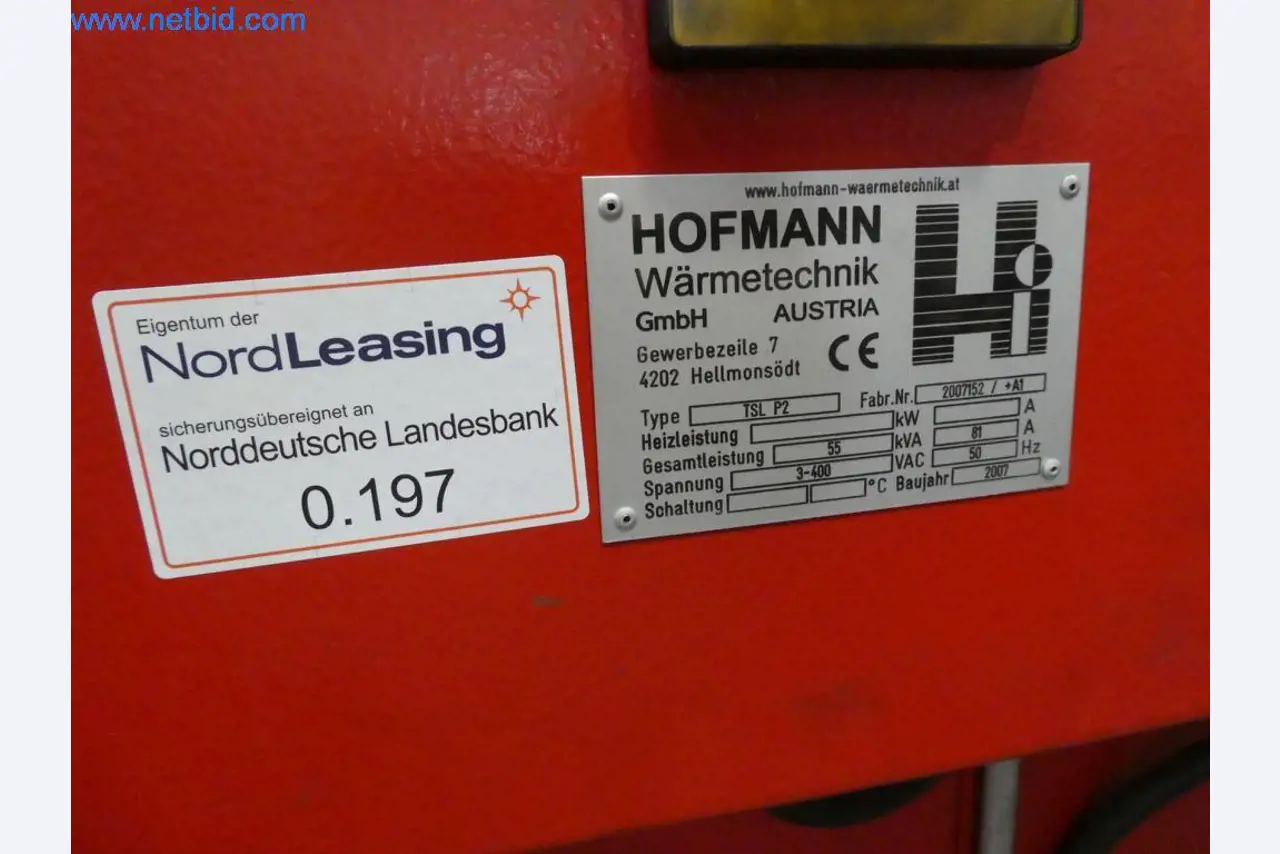 www.netbid.com
Eigentum der
NordLeasing
sicherungsübereignet an
Norddeutsche Landesbank
0.197
www.hofmann-waermetechnik.at
HOFMANN
Wärmetechnik
GmbH AUSTRIA
Gewerbezeile 7
4202 Hellmonsödt
CE
Hi
Type TSL P2 Fabr.Nr. 2007152 / +A1
Heizleistung kW A
Gesamtleistung 55 kVA 81 A
Spannung 3-400 VAC 50 Hz
Schaltung °C Baujahr 2007